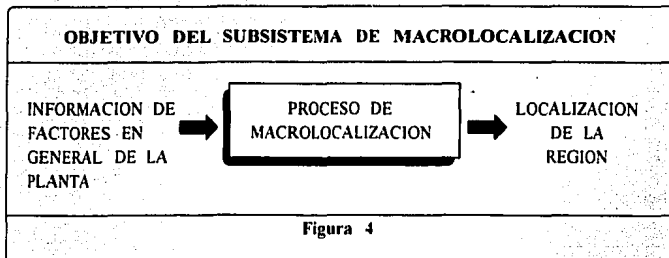 OBJETIVO DEL SUBSISTEMA DE MACROLOCALIZACION
INFORMACION DE
FACTORES EN
GENERAL DE LA
PLANTA
PROCESO DE
MACROLOCALIZACION
LOCALIZACION
DE LA
REGION
Figura 4